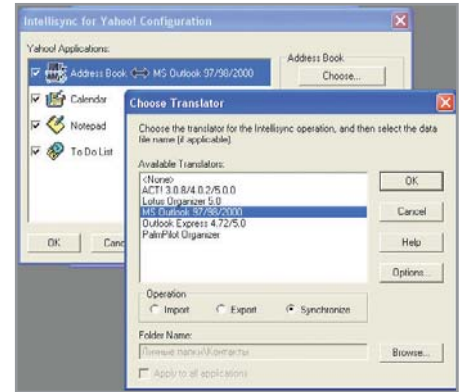 Intellisync for Yahoo! Configuration
Yahoo! Applications:
Address Book ⟺ MS Outlook 97/98/2000
Address Book
Choose...
Calendar
Notepad
To Do List
OK
Canc
Choose Translator
Choose the translator for the Intellisync operation, and then select the data
file name (if applicable).
Available Translators:
<None>
ACT! 3.0.8/4.0.2/5.0.0
Lotus Organizer 5.0
MS Outlook 97/98/2000
Outlook Express 4.72/5.0
PalmPilot Organizer
OK
Cancel
Help
Options...
Operation
Import
Export
Synchronize
Folder Name:
Личные папки\Контакты
Browse...
Apply to all applications